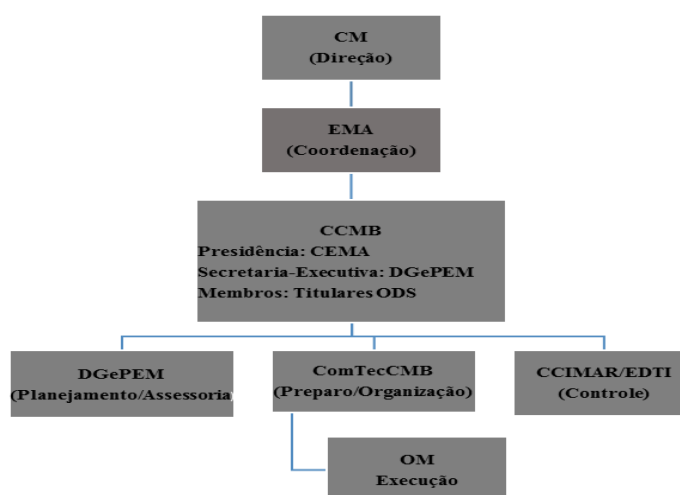 CM
(Direção)
EMA
(Coordenação)
CCMB
Presidência: CEMA
Secretaria-Executiva: DGePEM
Membros: Titulares ODS
DGePEM
(Planejamento/Assessoria)
ComTecCMB
(Preparo/Organização)
CCIMAR/EDTI
(Controle)
OM
Execução